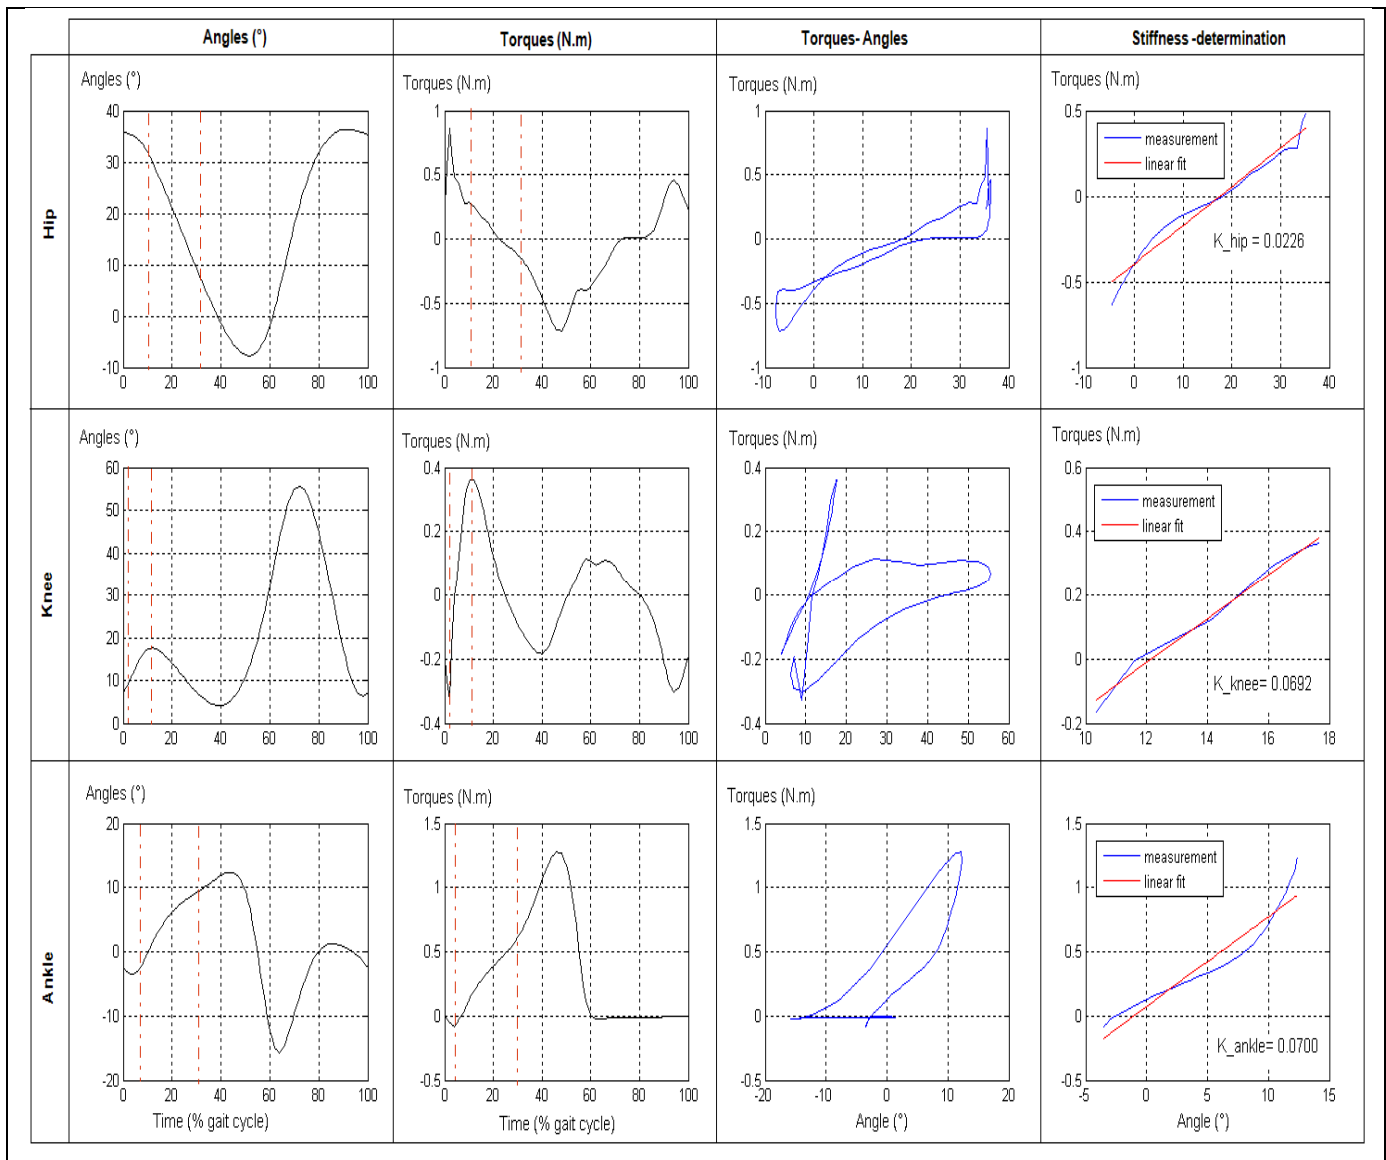 Angles (°) Torques (N.m) Torques- Angles Stiffness -determination
Hip
Angles (°) Torques (N.m) Torques (N.m) Torques (N.m)
40 1 1 0.5
30 0.5 0.5 measurement
linear fit
20 0
10 0 0 K_hip = 0.0226
0 -0.5 -0.5 -0.5
-10 -1 -1 -1
0 20 40 60 80 100 0 20 40 60 80 100 -10 0 10 20 30 40 -10 0 10 20 30 40
Knee
Angles (°) Torques (N.m) Torques (N.m) Torques (N.m)
60 0.4 0.4 0.6
50 measurement
linear fit
40 0.2 0.2 0.4
30 0 0 0.2
20 -0.2 -0.2 0
10 K_knee= 0.0692
0 -0.4 -0.4 -0.2
0 20 40 60 80 100 0 20 40 60 80 100 0 10 20 30 40 50 60 10 12 14 16 18
Ankle
Angles (°) Torques (N.m) Torques (N.m) Torques (N.m)
20 1.5 1.5 1.5
measurement
10 1 1 1 linear fit
0 0.5 0.5 0.5
-10 0 0 0
K_ankle= 0.0700
-20 -0.5 -0.5 -0.5
0 20 40 60 80 100 0 20 40 60 80 100 -20 -10 0 10 20 -5 0 5 10 15
Time (% gait cycle) Time (% gait cycle) Angle (°) Angle (°)